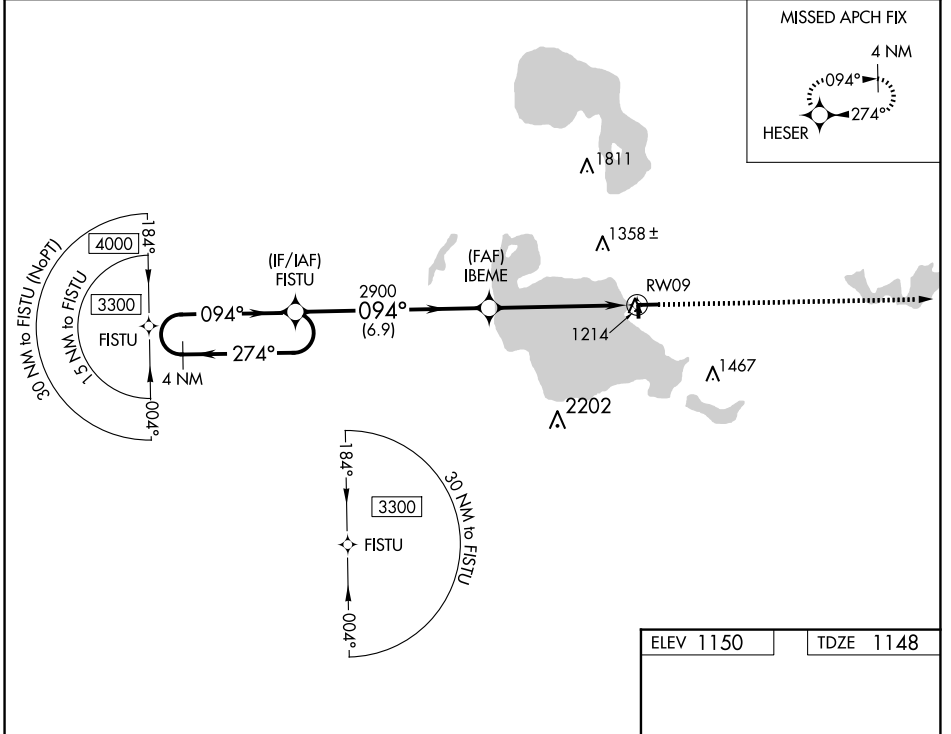 MISSED APCH FIX
4 NM
094°
274°
HESER
1811
1358 ±
(IF/IAF)
FISTU
(FAF)
IBEME
RW09
2900
094°
(6.9)
094°
274°
4 NM
1214
1467
2202
30 NM to FISTU (NoPT)
15 NM to FISTU
4000
184°
3300
FISTU
004°
184°
3300
FISTU
30 NM to FISTU
004°
ELEV 1150
TDZE 1148